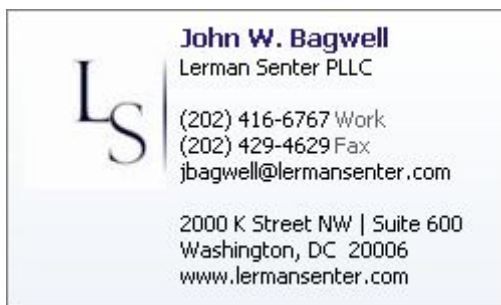 LS
John W. Bagwell
Lerman Senter PLLC
(202) 416-6767 Work
(202) 429-4629 Fax
jbagwell@lermansenter.com
2000 K Street NW | Suite 600
Washington, DC 20006
www.lermansenter.com